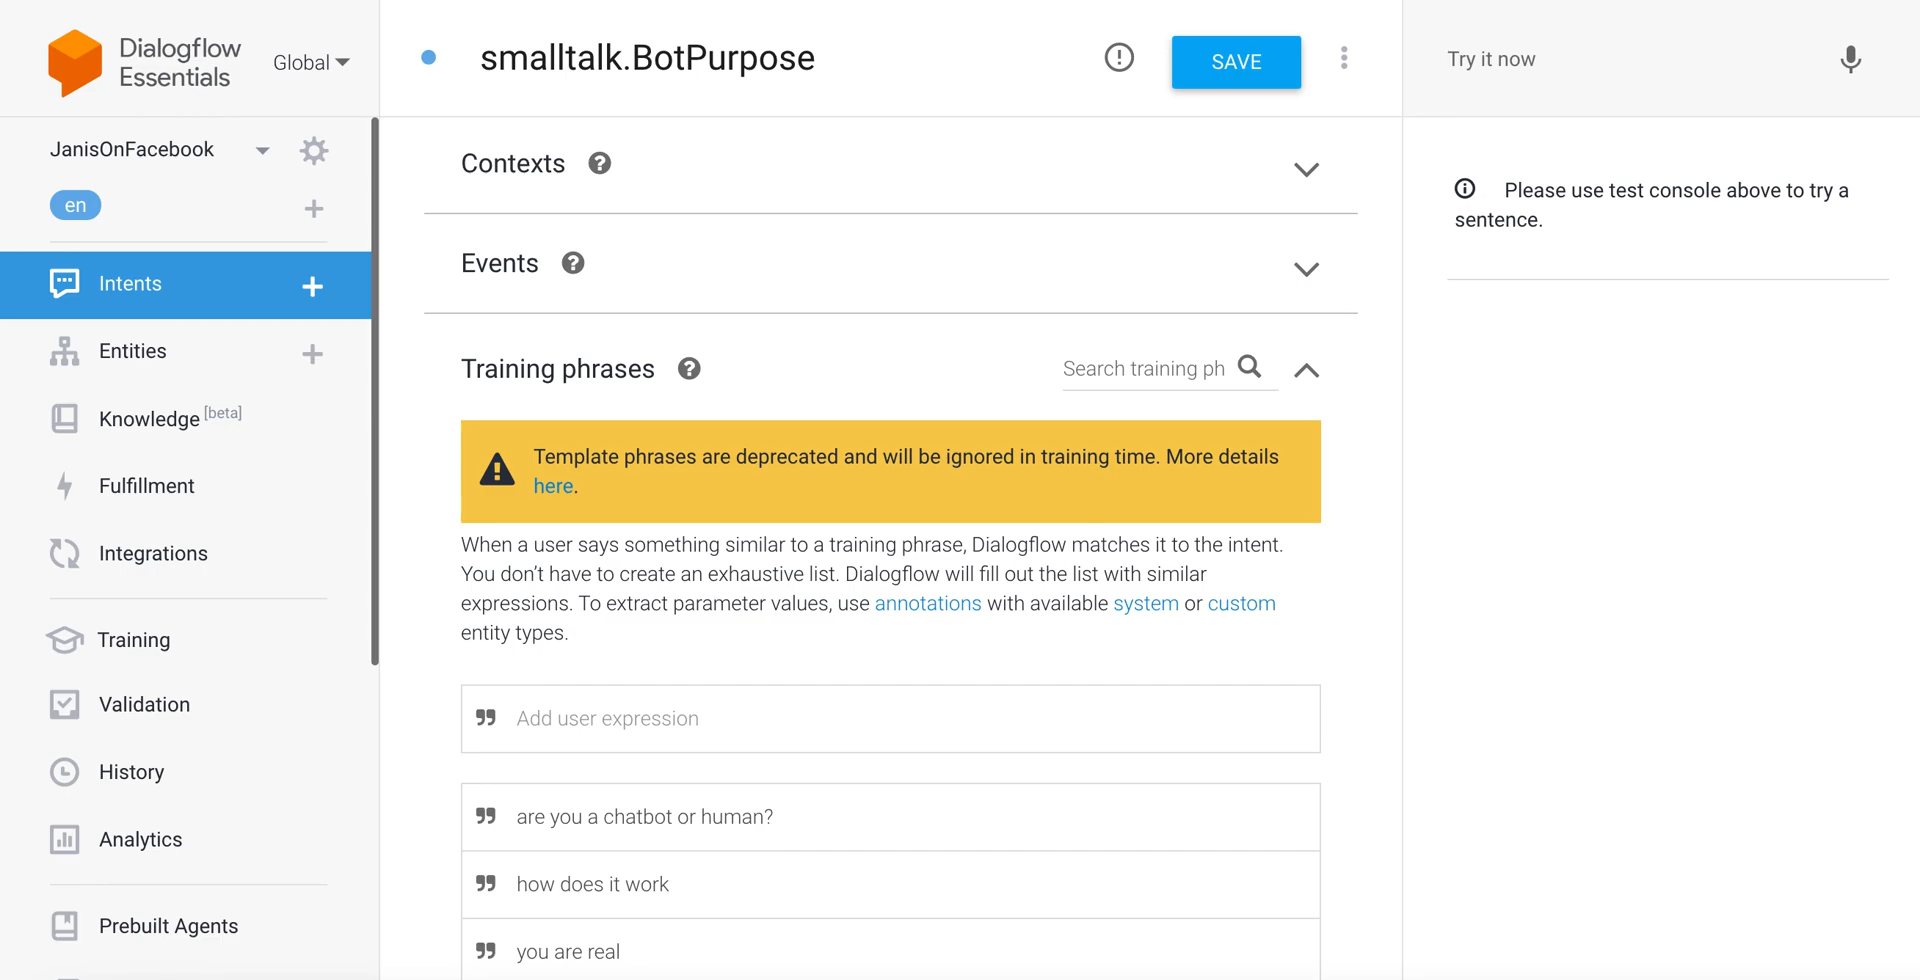 Dialogflow
Essentials
Global
JanisOnFacebook
en
Intents
Entities
Knowledge [beta]
Fulfillment
Integrations
Training
Validation
History
Analytics
Prebuilt Agents
smalltalk.BotPurpose
SAVE
Contexts
Events
Training phrases
Search training ph
Template phrases are deprecated and will be ignored in training time. More details
here.
When a user says something similar to a training phrase, Dialogflow matches it to the intent.
You don’t have to create an exhaustive list. Dialogflow will fill out the list with similar
expressions. To extract parameter values, use annotations with available system or custom
entity types.
Add user expression
are you a chatbot or human?
how does it work
you are real
Try it now
Please use test console above to try a
sentence.